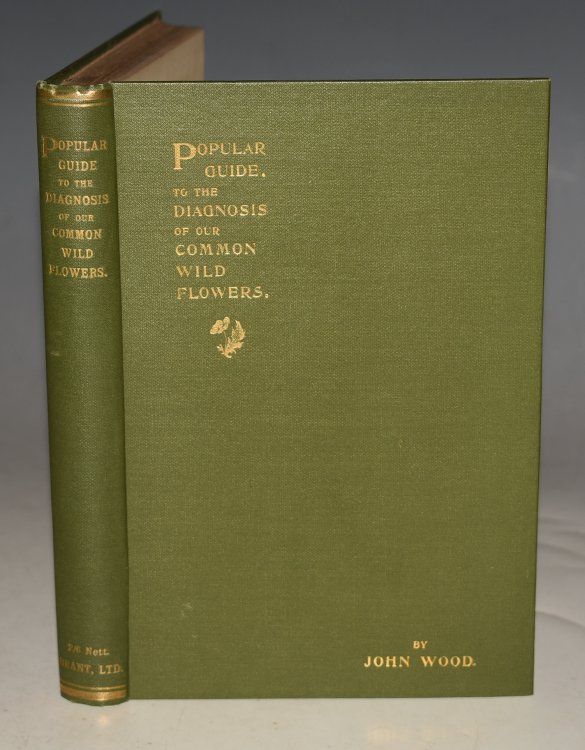 POPULAR
GUIDE
TO THE
DIAGNOSIS
OF OUR
COMMON
WILD
FLOWERS.
2/6 Nett.
LTD.
POPULAR
GUIDE.
TO THE
DIAGNOSIS
OF OUR
COMMON
WILD
FLOWERS.
BY
JOHN WOOD.